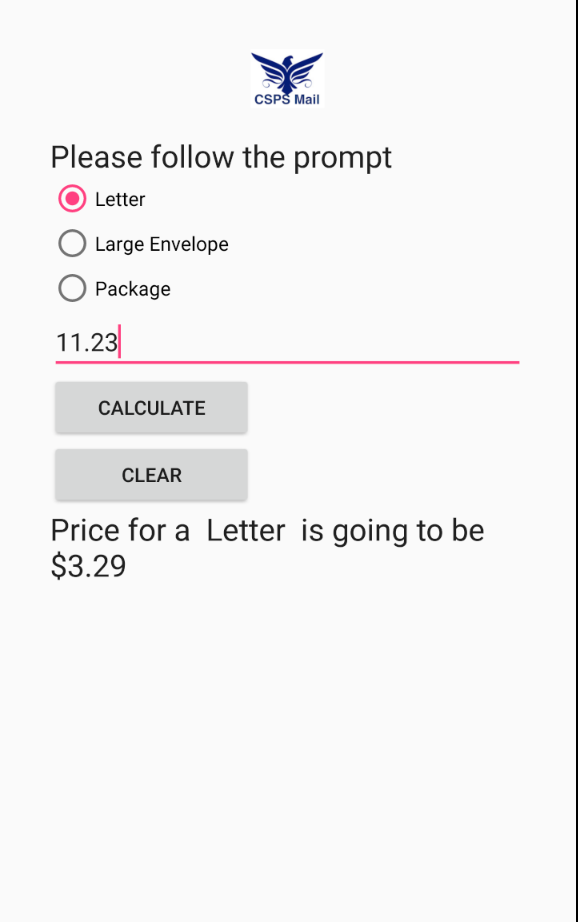 CSPS Mail
Please follow the prompt
Letter
Large Envelope
Package
11.23
CALCULATE
CLEAR
Price for a  Letter  is going to be
$3.29